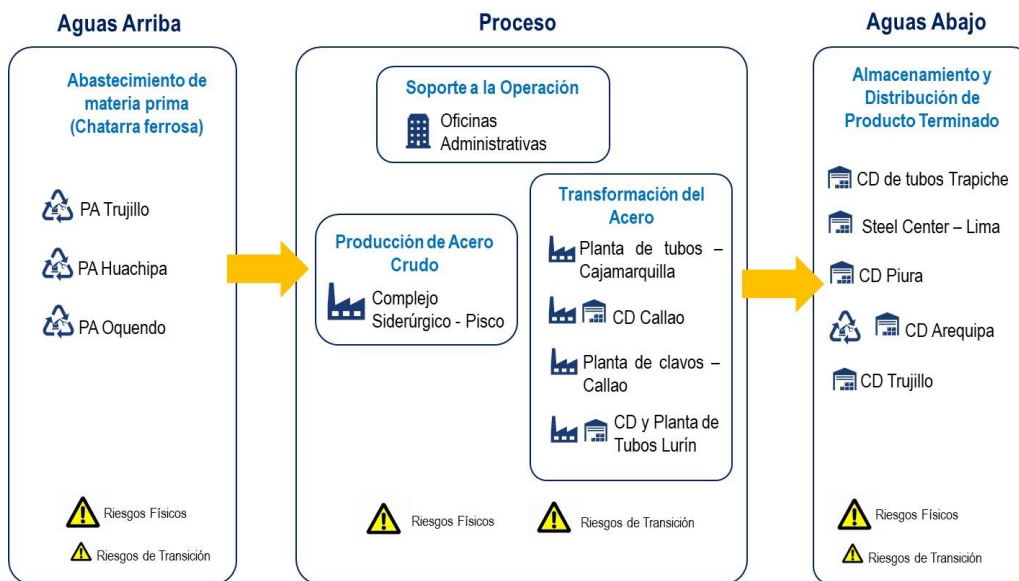 Aguas Arriba
Abastecimiento de
materia prima
(Chatarra ferrosa)
PA Trujillo
PA Huachipa
PA Oquendo
Riesgos Físicos
Riesgos de Transición
Proceso
Soporte a la Operación
Oficinas
Administrativas
Producción de Acero
Crudo
Complejo
Siderúrgico - Pisco
Transformación del
Acero
Planta de tubos –
Cajamarquilla
CD Callao
Planta de clavos –
Callao
CD y Planta de
Tubos Lurín
Riesgos Físicos
Riesgos de Transición
Aguas Abajo
Almacenamiento y
Distribución de
Producto Terminado
CD de tubos Trapiche
Steel Center – Lima
CD Piura
CD Arequipa
CD Trujillo
Riesgos Físicos
Riesgos de Transición